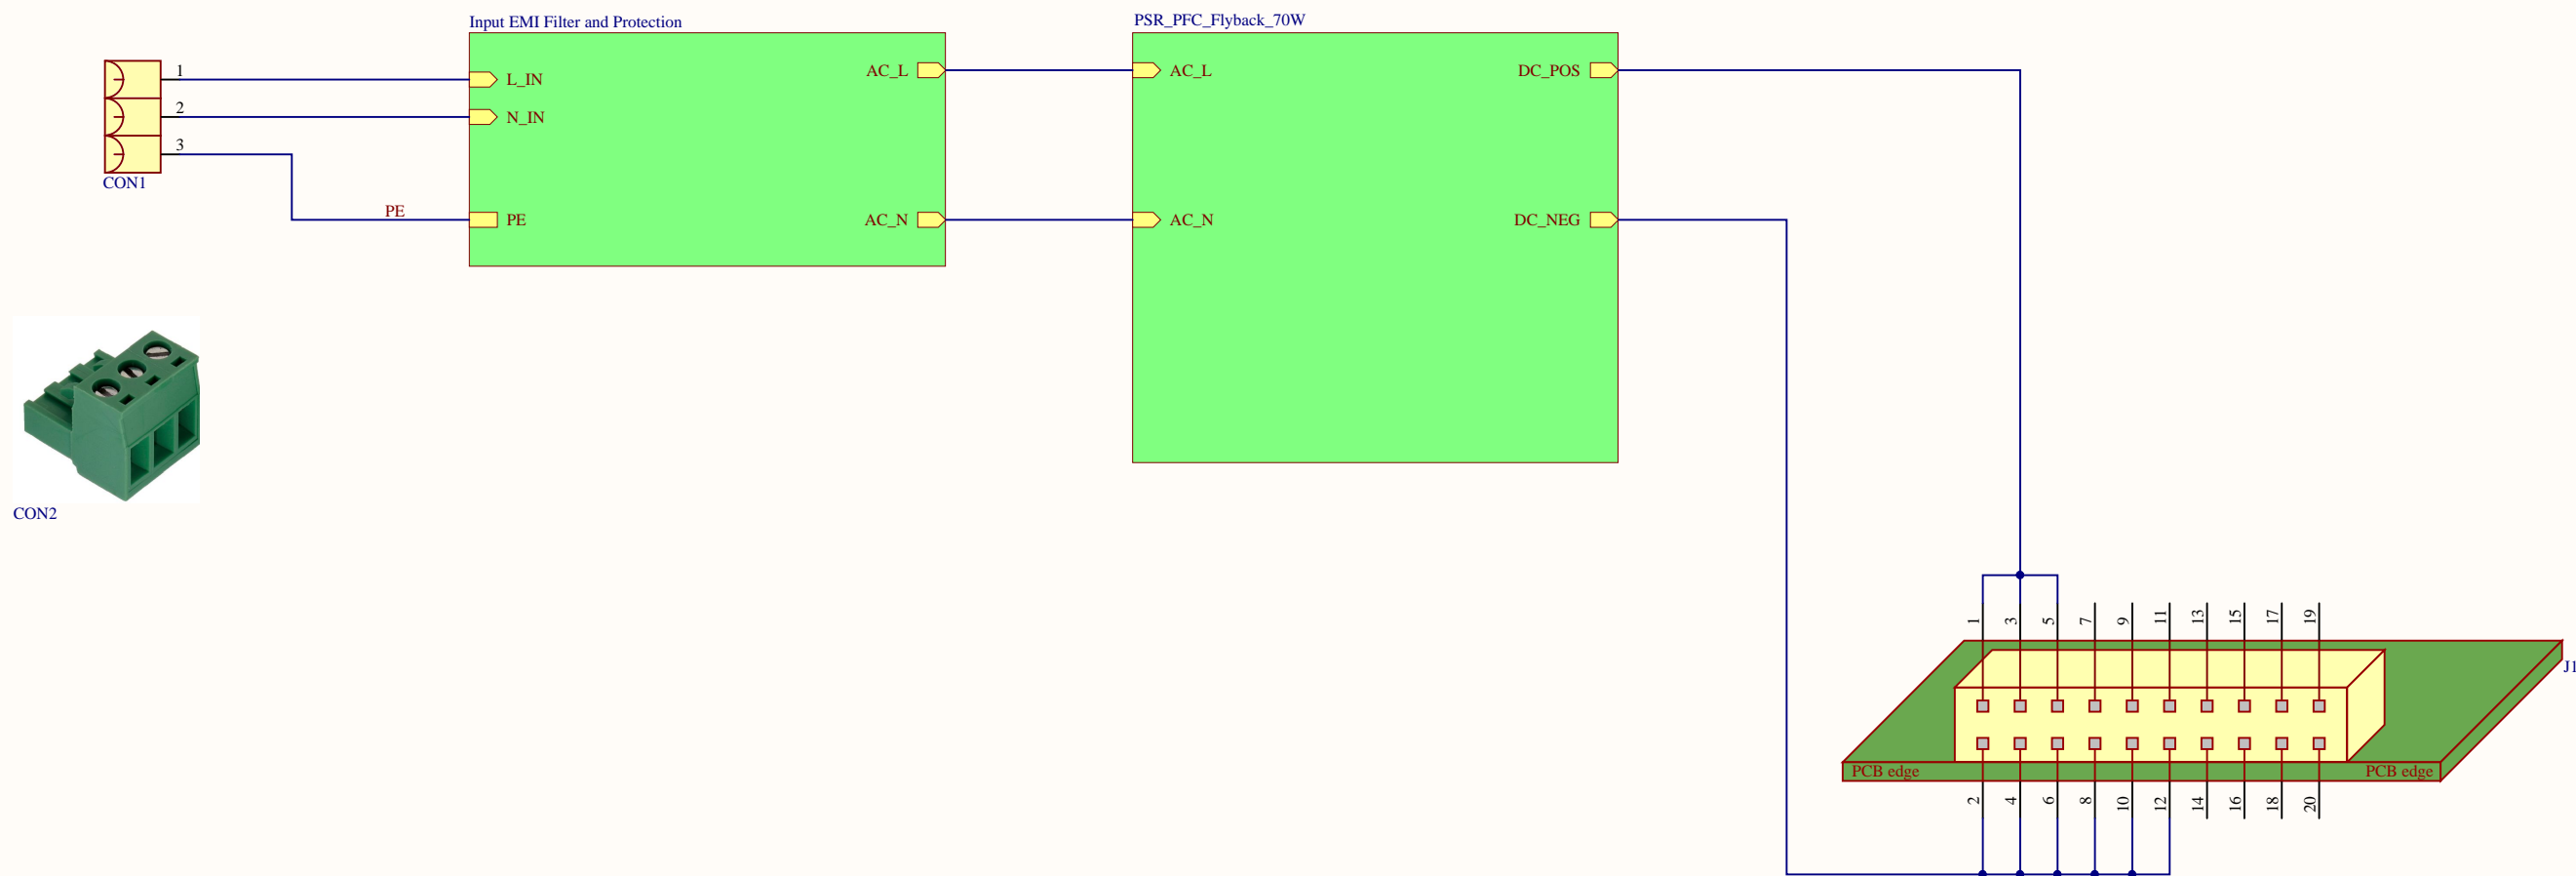 Input EMI Filter and Protection
PSR_PFC_Flyback_70W
1
2
3
CON1
L_IN
N_IN
PE
PE
AC_L
AC_N
AC_L
AC_N
DC_POS
DC_NEG
CON2
1 3 5 7 9 11 13 15 17 19
J1
PCB edge PCB edge
2 4 6 8 10 12 14 16 18 20